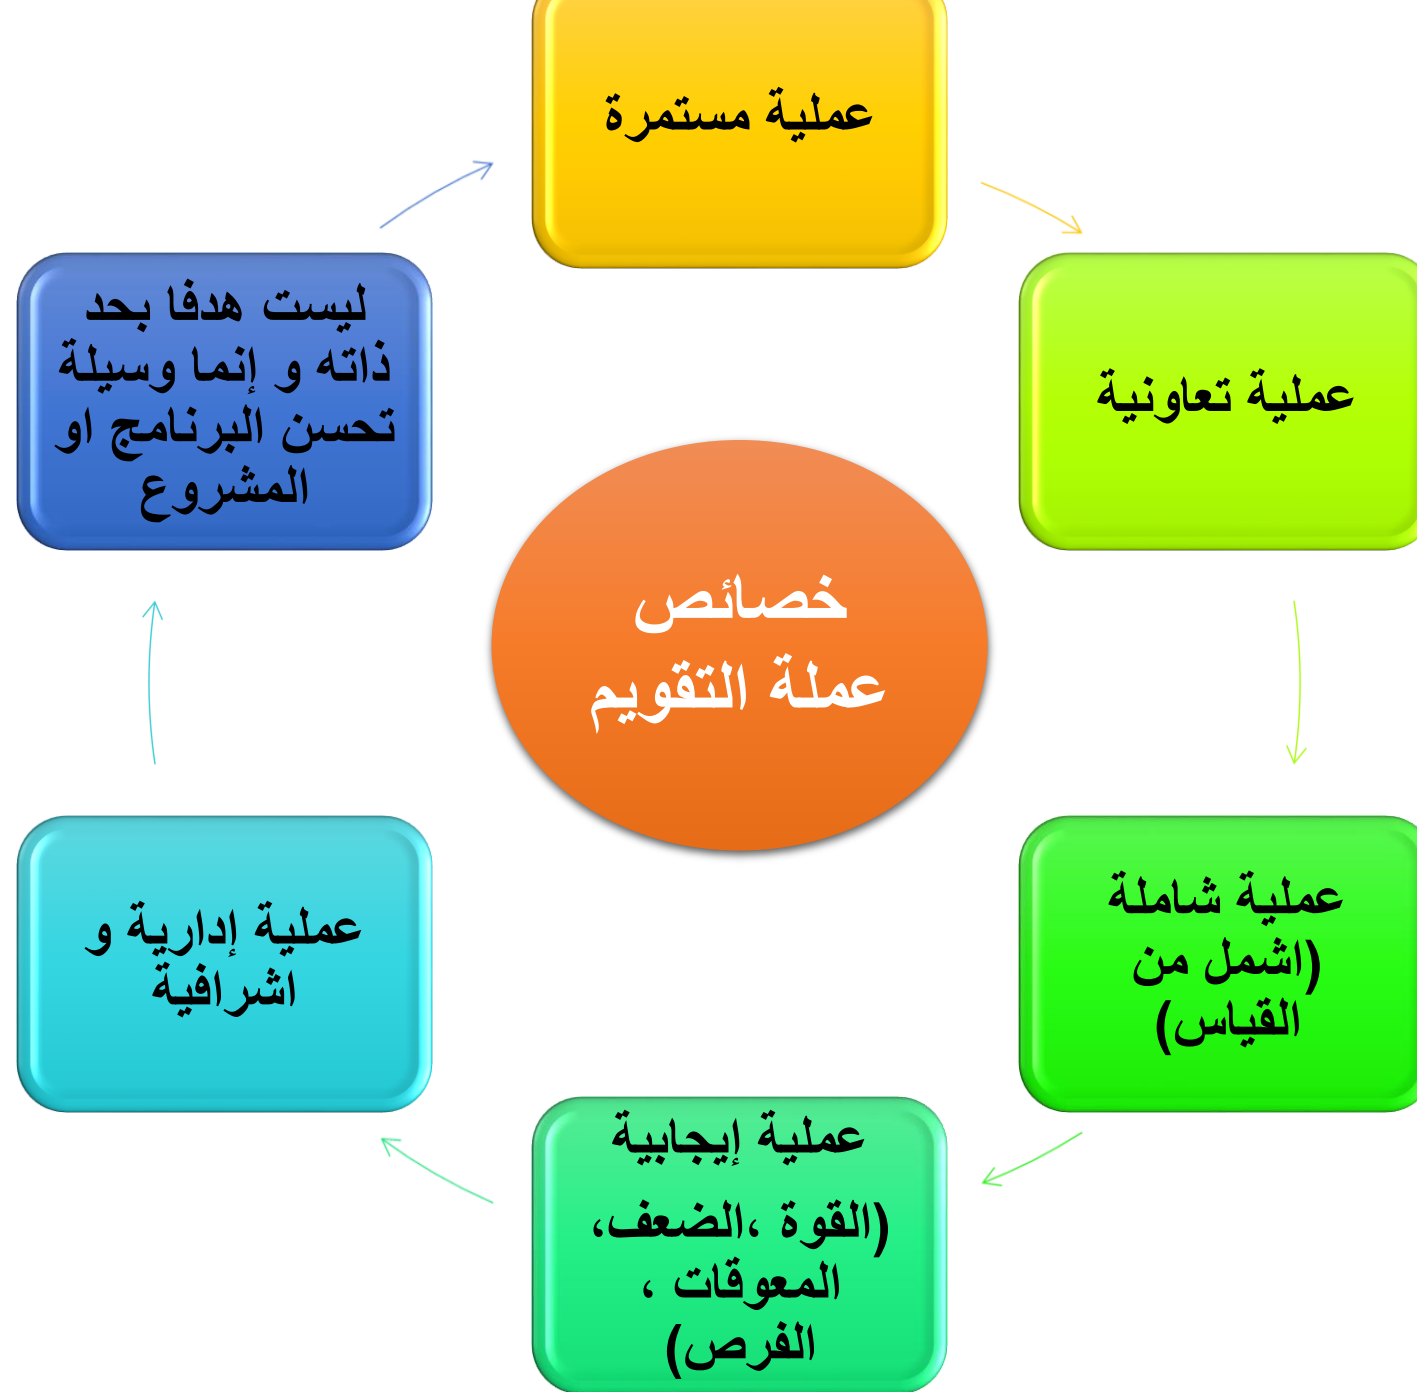 عملية مستمرة
عملية تعاونية
عملية شاملة
(اشمل من
القياس)
عملية إيجابية
(القوة ،الضعف،
المعوقات ،
الفرص)
عملية إدارية و
اشرافية
ليست هدفا بحد
ذاته و إنما وسيلة
تحسن البرنامج او
المشروع
خصائص
عملة التقويم